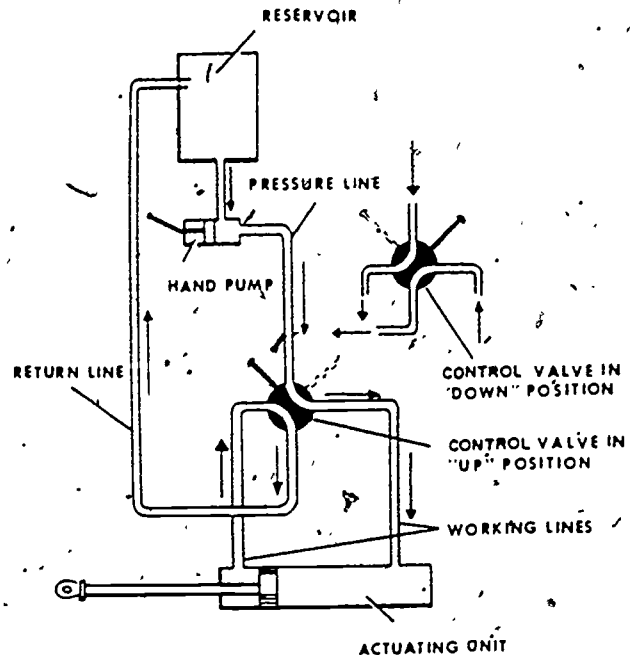 RESERVOIR
PRESSURE LINE
HAND PUMP
RETURN LINE
CONTROL VALVE IN
"DOWN" POSITION
CONTROL VALVE IN
"UP" POSITION
WORKING LINES
ACTUATING UNIT